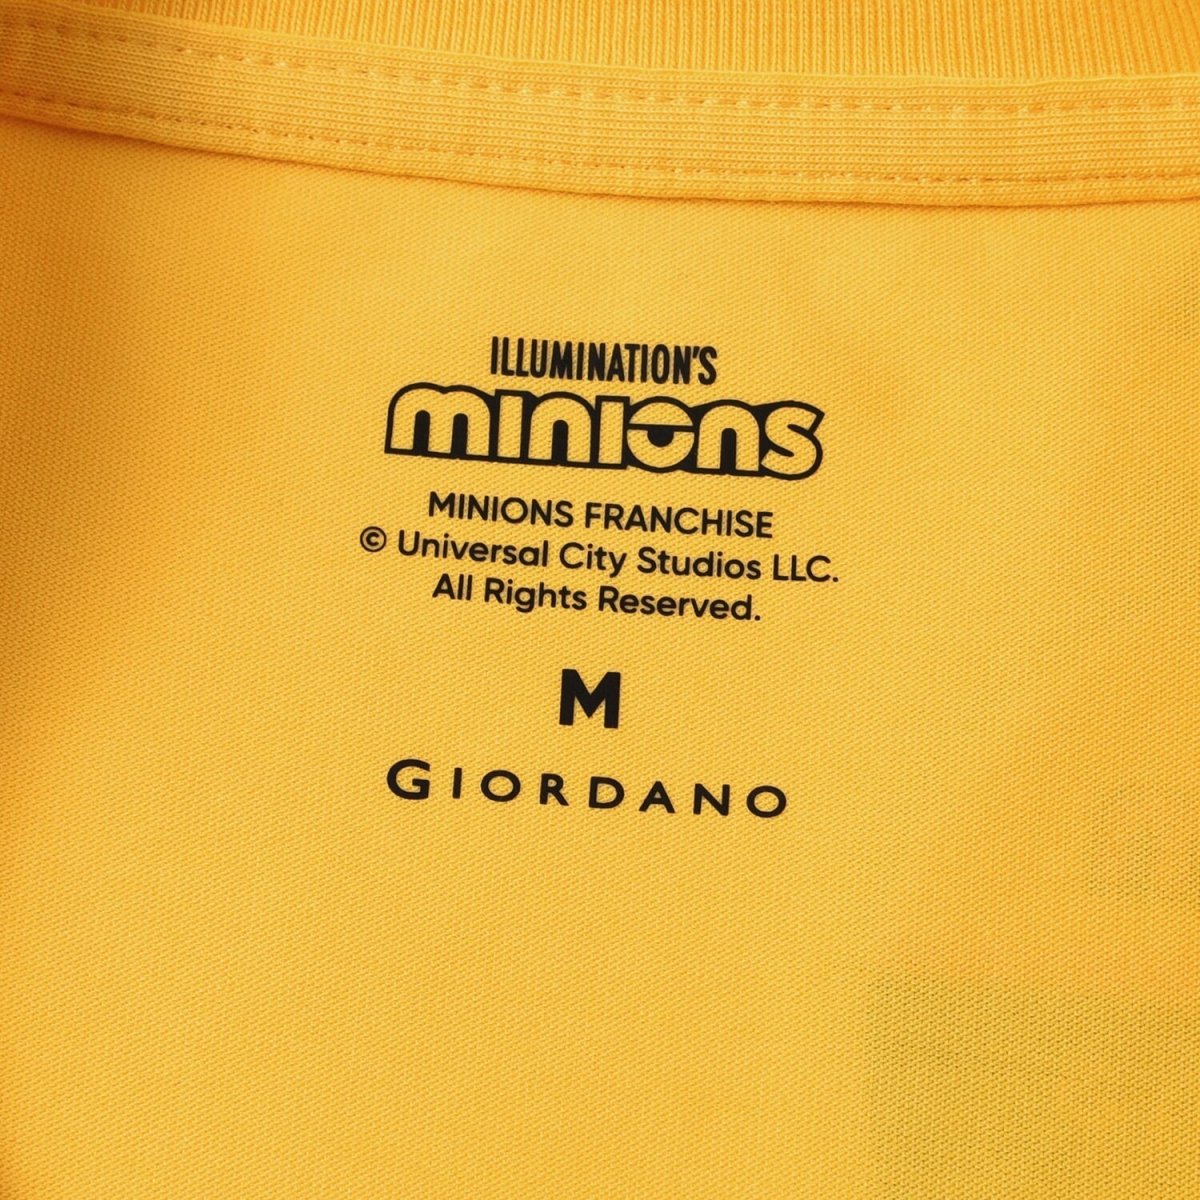 ILLUMINATION'S
minions
MINIONS FRANCHISE
© Universal City Studios LLC.
All Rights Reserved.
M
GIORDANO